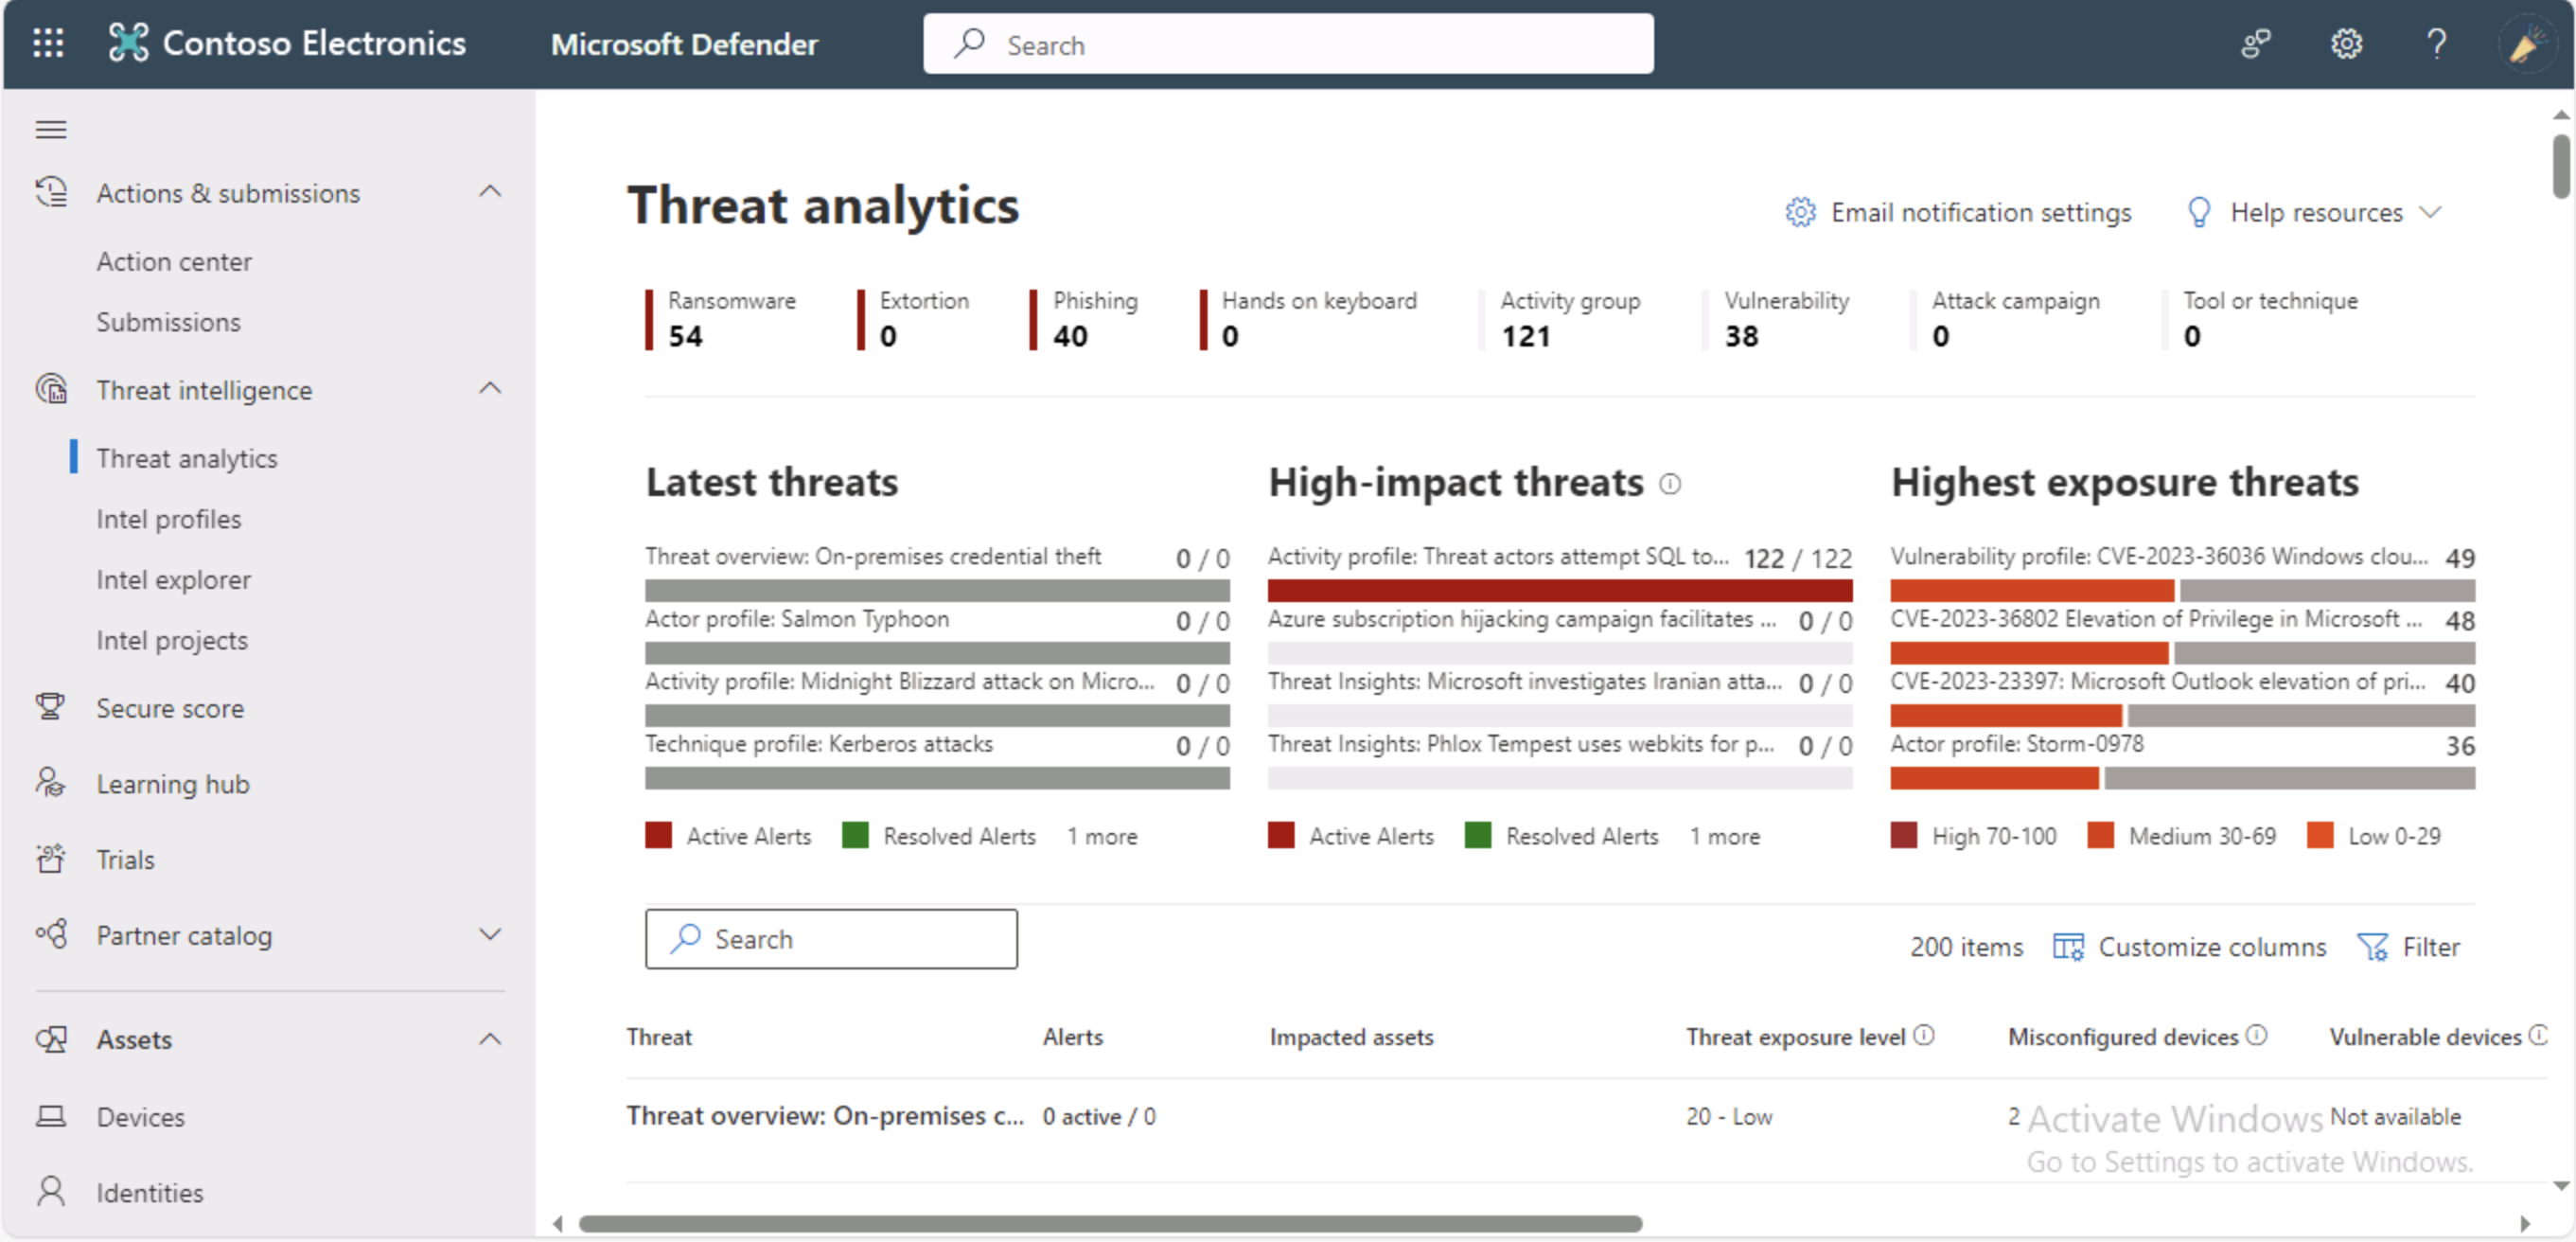 Contoso Electronics
Microsoft Defender
Search
Actions & submissions
Action center
Submissions
Threat intelligence
Threat analytics
Intel profiles
Intel explorer
Intel projects
Secure score
Learning hub
Trials
Partner catalog
Assets
Devices
Identities
Threat analytics
Email notification settings
Help resources
Ransomware
54
Extortion
0
Phishing
40
Hands on keyboard
0
Activity group
121
Vulnerability
38
Attack campaign
0
Tool or technique
0
Latest threats
Threat overview: On-premises credential theft 0 / 0
Actor profile: Salmon Typhoon 0 / 0
Activity profile: Midnight Blizzard attack on Micro... 0 / 0
Technique profile: Kerberos attacks 0 / 0
Active Alerts Resolved Alerts 1 more
High-impact threats
Activity profile: Threat actors attempt SQL to... 122 / 122
Azure subscription hijacking campaign facilitates ... 0 / 0
Threat Insights: Microsoft investigates Iranian atta... 0 / 0
Threat Insights: Phlox Tempest uses webkits for p... 0 / 0
Active Alerts Resolved Alerts 1 more
Highest exposure threats
Vulnerability profile: CVE-2023-36036 Windows clou... 49
CVE-2023-36802 Elevation of Privilege in Microsoft ... 48
CVE-2023-23397: Microsoft Outlook elevation of pri... 40
Actor profile: Storm-0978 36
High 70-100 Medium 30-69 Low 0-29
Search
200 items Customize columns Filter
Threat Alerts Impacted assets Threat exposure level Misconfigured devices Vulnerable devices
Threat overview: On-premises c... 0 active / 0 20 - Low 2 Not available
Activate Windows
Go to Settings to activate Windows.